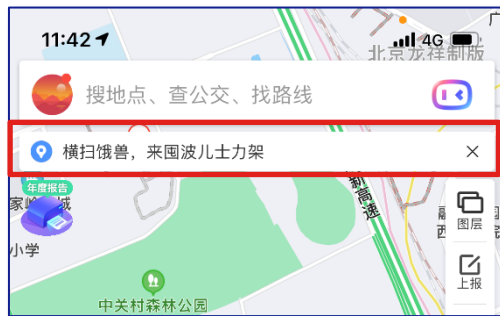 11:42
4G
北京龙祥制版
搜地点、查公交、找路线
横扫饿兽，来囤波儿士力架
年度报告
新高速
图层
小学
上报
中关村森林公园